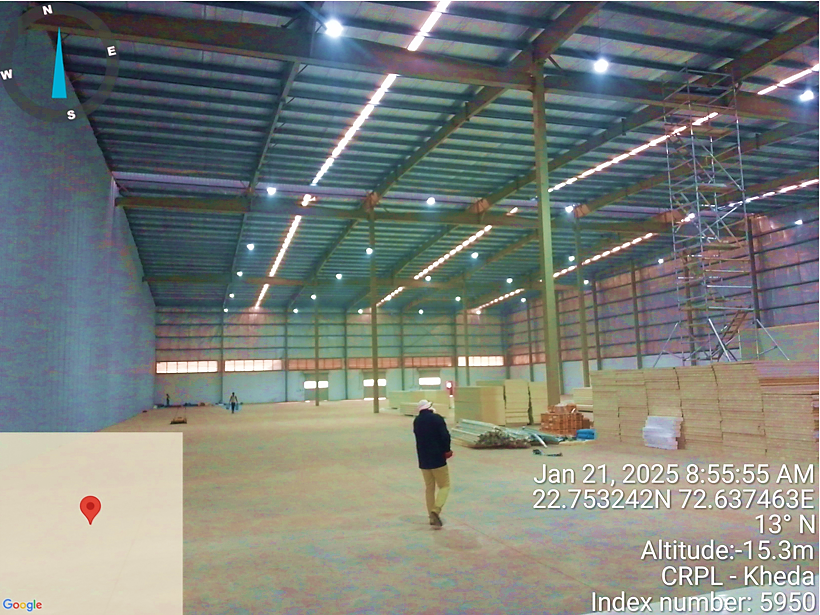 N
E
W
S
Jan 21, 2025 8:55:55 AM
22.753242N 72.637463E
13° N
Altitude:-15.3m
CRPL - Kheda
Index number: 5950
Google